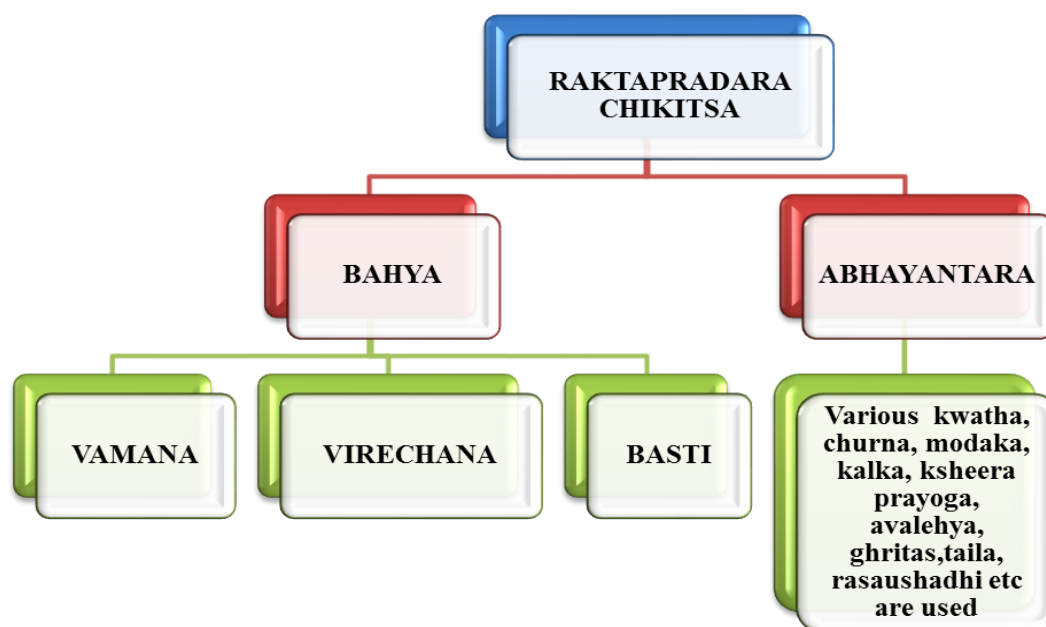 RAKTAPRADARA
CHIKITSA
BAHYA
ABHAYANTARA
VAMANA
VIRECHANA
BASTI
Various kwatha,
churna, modaka,
kalka, ksheera
prayoga,
avalehya,
ghritas,taila,
rasaushadhi etc
are used